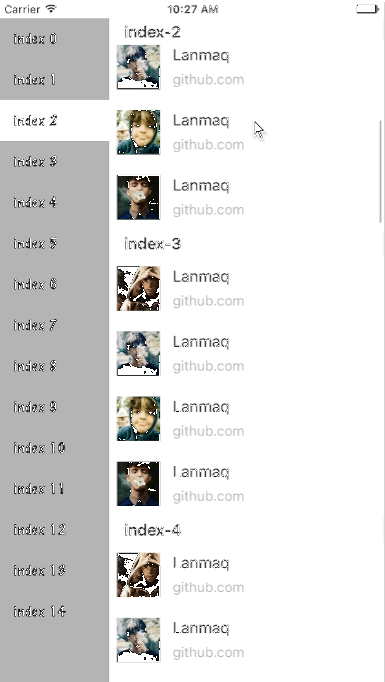 Carrier 10:27 AM
index 0
index 1
index 2
index 3
index 4
index 5
index 6
index 7
index 8
index 9
index 10
index 11
index 12
index 13
index 14
index-2
Lanmaq
github.com
Lanmaq
github.com
Lanmaq
github.com
index-3
Lanmaq
github.com
Lanmaq
github.com
Lanmaq
github.com
Lanmaq
github.com
index-4
Lanmaq
github.com
Lanmaq
github.com